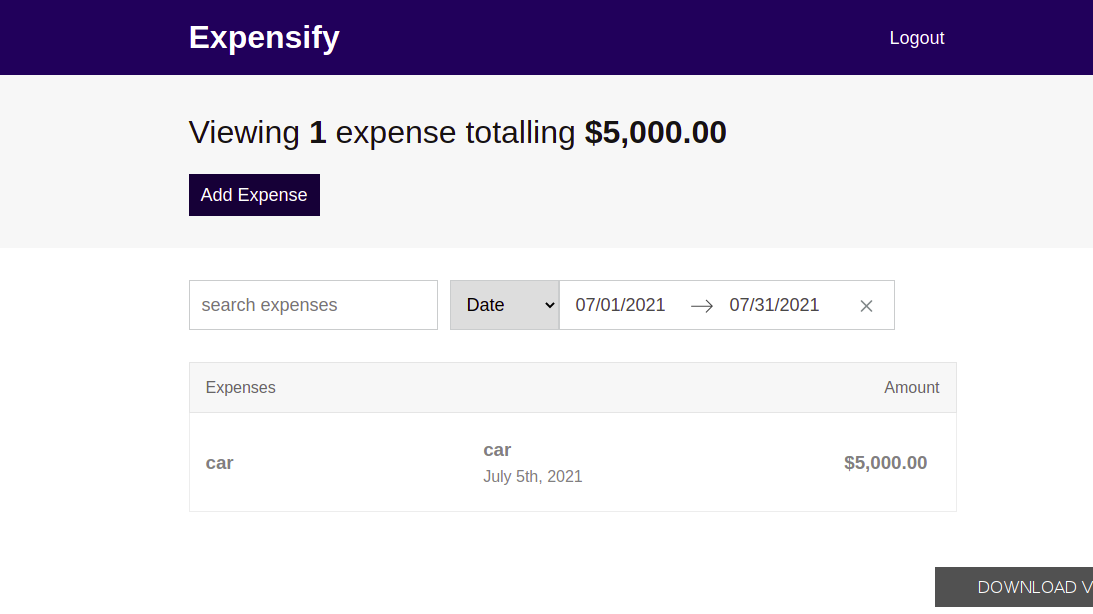 Expensify
Logout
Viewing 1 expense totalling $5,000.00
Add Expense
search expenses
Date
07/01/2021
07/31/2021
Expenses
Amount
car
car
July 5th, 2021
$5,000.00
DOWNLOAD V